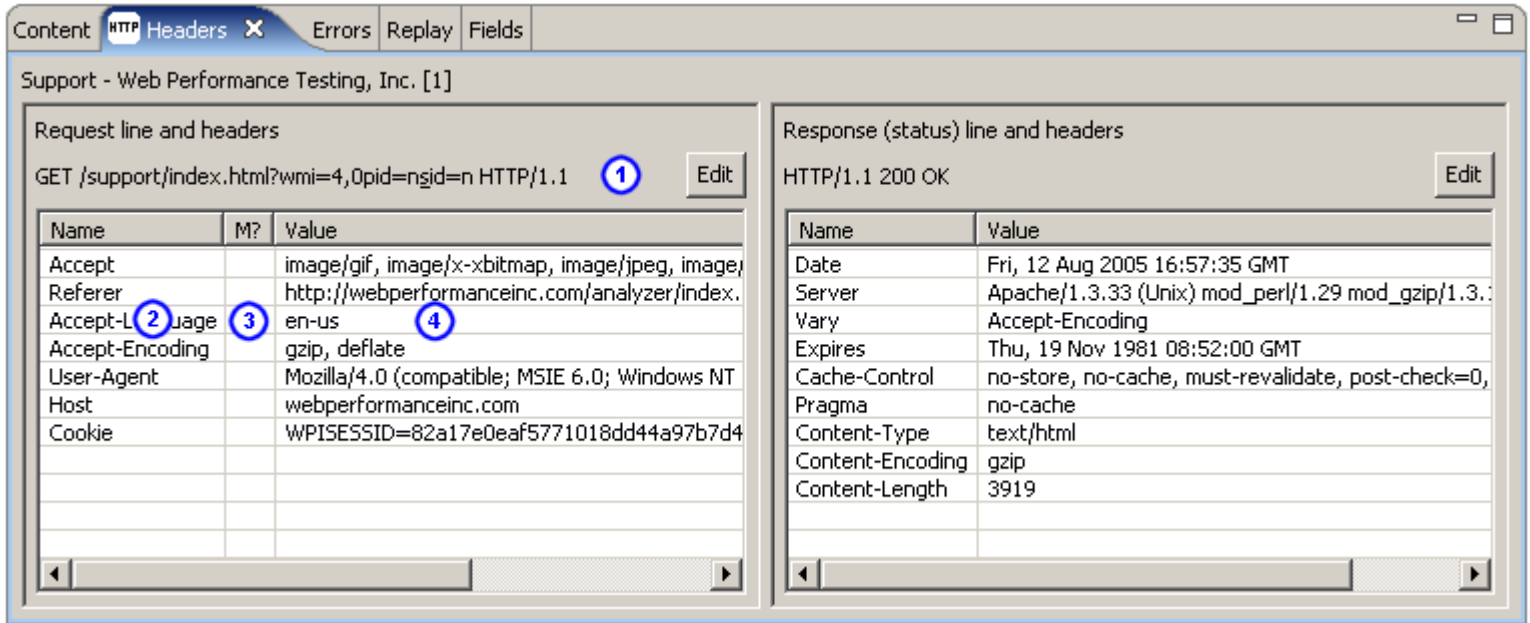 Content HTTP Headers Errors Replay Fields
Support - Web Performance Testing, Inc. [1]
Request line and headers
GET /support/index.html?wmi=4,0pid=nsid=n HTTP/1.1 1 Edit
Name M? Value
Accept image/gif, image/x-xbitmap, image/jpeg, image/
Referer http://webperformanceinc.com/analyzer/index.
Accept-L 2 uage 3 en-us 4
Accept-Encoding gzip, deflate
User-Agent Mozilla/4.0 (compatible; MSIE 6.0; Windows NT
Host webperformanceinc.com
Cookie WPISESSID=82a17e0eaf5771018dd44a97b7d4
Response (status) line and headers
HTTP/1.1 200 OK Edit
Name Value
Date Fri, 12 Aug 2005 16:57:35 GMT
Server Apache/1.3.33 (Unix) mod_perl/1.29 mod_gzip/1.3.
Vary Accept-Encoding
Expires Thu, 19 Nov 1981 08:52:00 GMT
Cache-Control no-store, no-cache, must-revalidate, post-check=0,
Pragma no-cache
Content-Type text/html
Content-Encoding gzip
Content-Length 3919